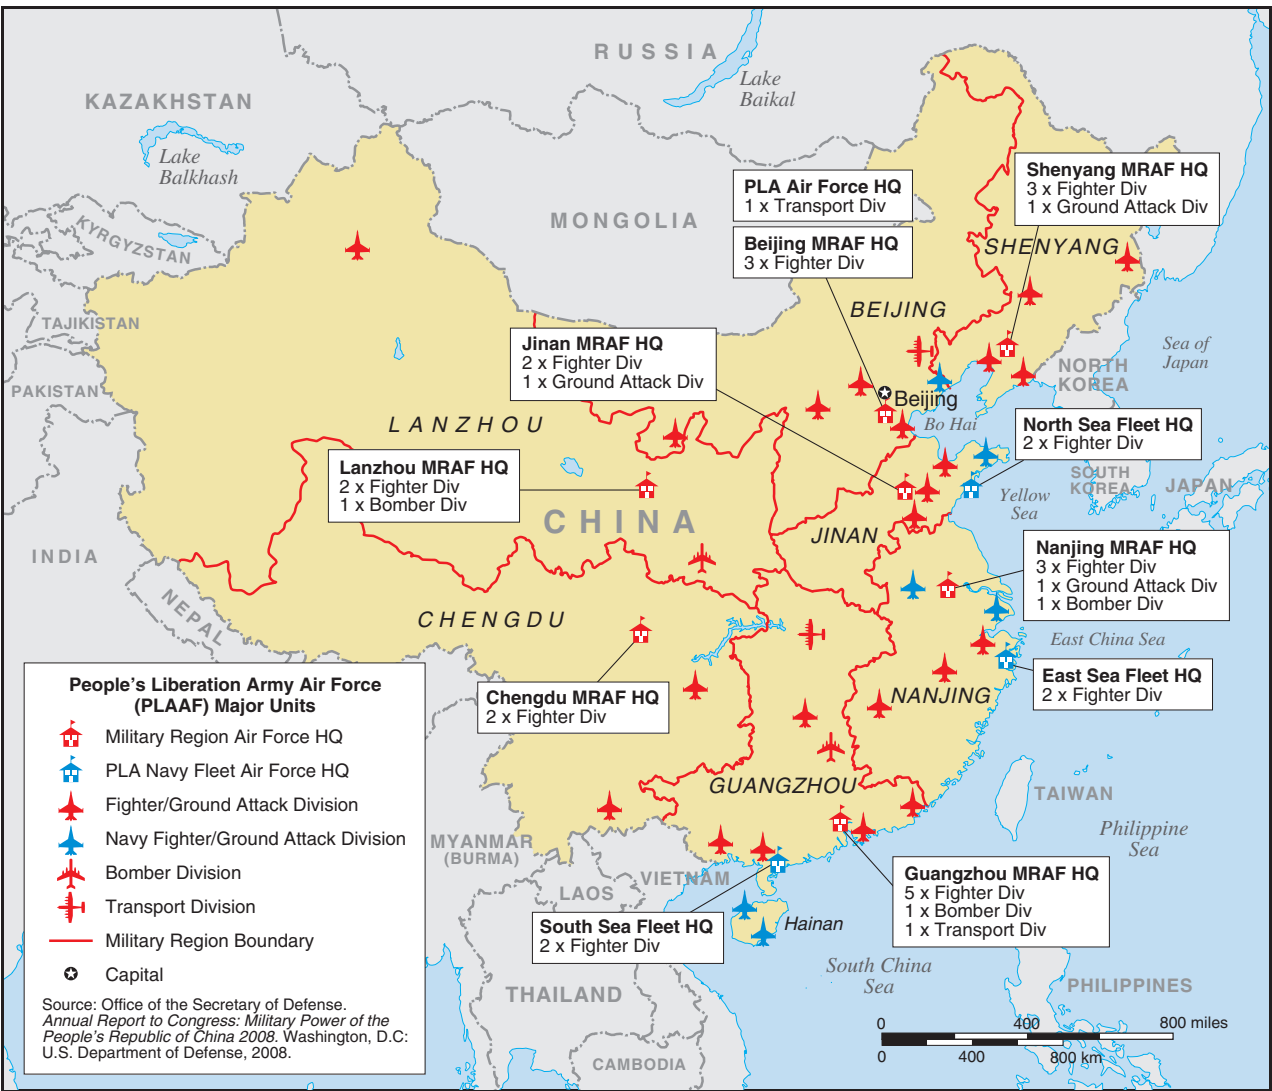 RUSSIA
Lake
Baikal
KAZAKHSTAN
Lake
Balkhash
KYRGYZSTAN
MONGOLIA
TAJIKISTAN
PAKISTAN
INDIA
NEPAL
PLA Air Force HQ
1 x Transport Div
Beijing MRAF HQ
3 x Fighter Div
Shenyang MRAF HQ
3 x Fighter Div
1 x Ground Attack Div
SHENYANG
BEIJING
Beijing
Bo Hai
NORTH
KOREA
Sea of
Japan
Jinan MRAF HQ
2 x Fighter Div
1 x Ground Attack Div
LANZHOU
North Sea Fleet HQ
2 x Fighter Div
SOUTH
KOREA
JAPAN
Yellow
Sea
Lanzhou MRAF HQ
2 x Fighter Div
1 x Bomber Div
CHINA
JINAN
Nanjing MRAF HQ
3 x Fighter Div
1 x Ground Attack Div
1 x Bomber Div
CHENGDU
East China Sea
East Sea Fleet HQ
2 x Fighter Div
Chengdu MRAF HQ
2 x Fighter Div
NANJING
GUANGZHOU
TAIWAN
Philippine
Sea
MYANMAR
(BURMA)
LAOS
VIETNAM
Guangzhou MRAF HQ
5 x Fighter Div
1 x Bomber Div
1 x Transport Div
South Sea Fleet HQ
2 x Fighter Div
Hainan
South China
Sea
THAILAND
CAMBODIA
PHILIPPINES
0 400 800 miles
0 400 800 km
People's Liberation Army Air Force
(PLAAF) Major Units
Military Region Air Force HQ
PLA Navy Fleet Air Force HQ
Fighter/Ground Attack Division
Navy Fighter/Ground Attack Division
Bomber Division
Transport Division
Military Region Boundary
Capital
Source: Office of the Secretary of Defense.
Annual Report to Congress: Military Power of the
People's Republic of China 2008. Washington, D.C:
U.S. Department of Defense, 2008.